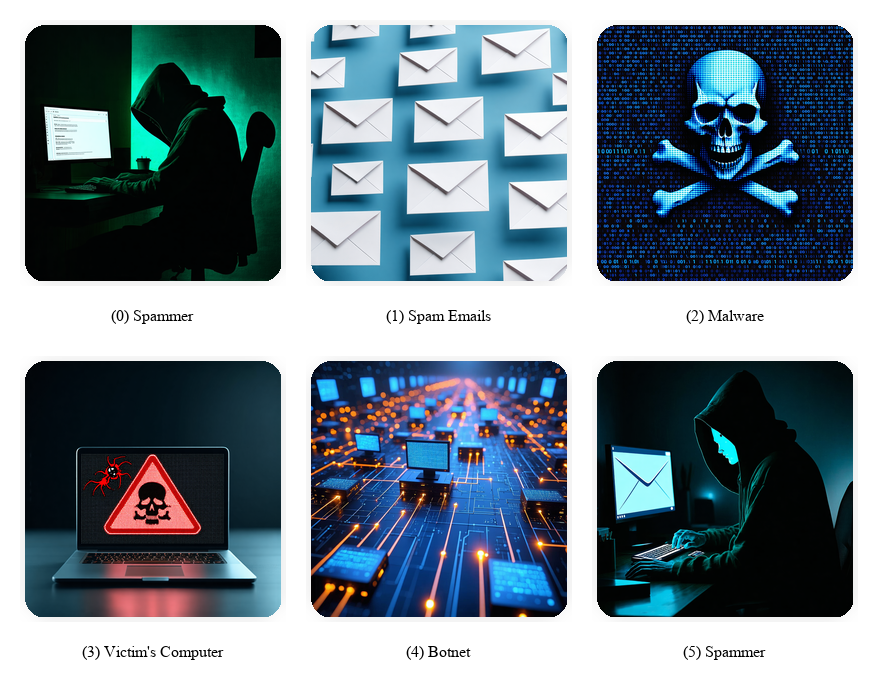 (0) Spammer
(1) Spam Emails
(2) Malware
(3) Victim's Computer
(4) Botnet
(5) Spammer